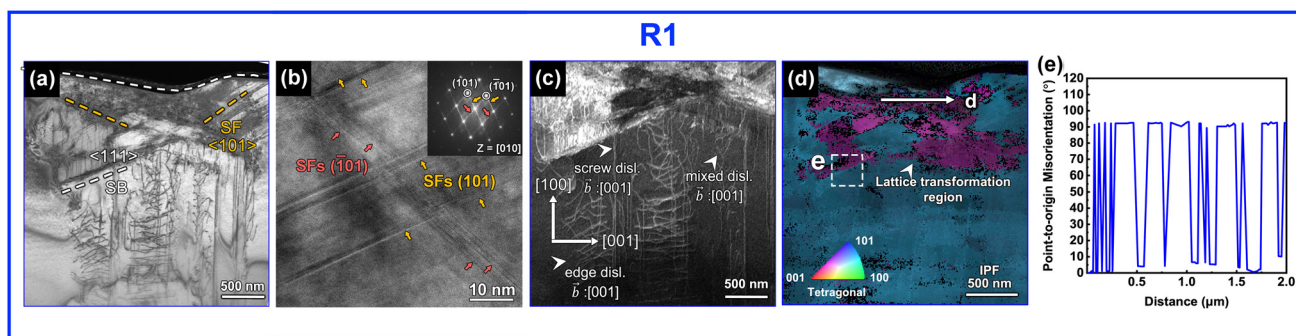 R1
(a)
SF
<101>
<111>
SB
500 nm
(b)
(101)
(1̅01)
Z = [010]
SFs (1̅01)
SFs (101)
10 nm
(c)
screw disl.
b⃗ :[001]
mixed disl.
b⃗ :[001]
[100]
[001]
edge disl.
b⃗ :[001]
500 nm
(d)
d
e
Lattice transformation
region
101
001
100
Tetragonal
IPF
500 nm
(e)
Point-to-origin Misorientation (°)
120
110
100
90
80
70
60
50
40
30
20
10
0
0.5
1.0
1.5
2.0
Distance (μm)